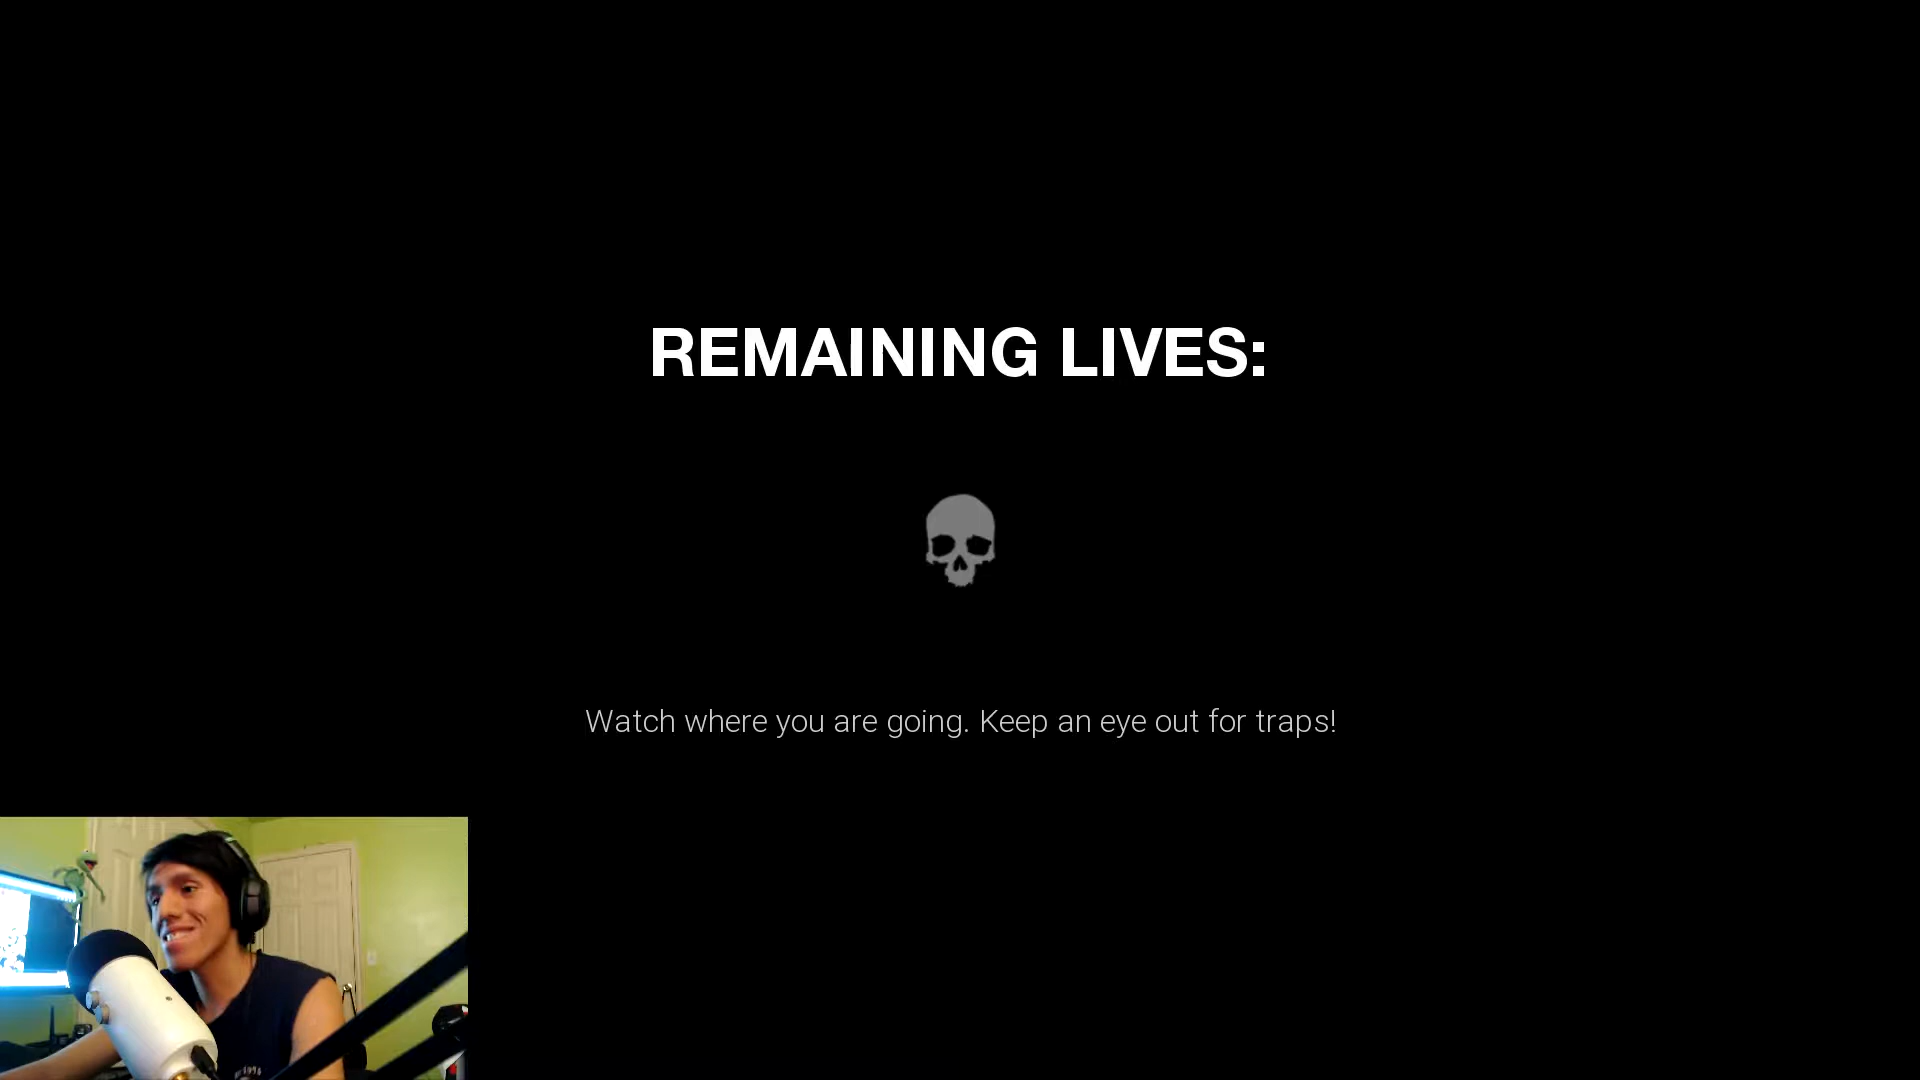 REMAINING LIVES:
Watch where you are going. Keep an eye out for traps!